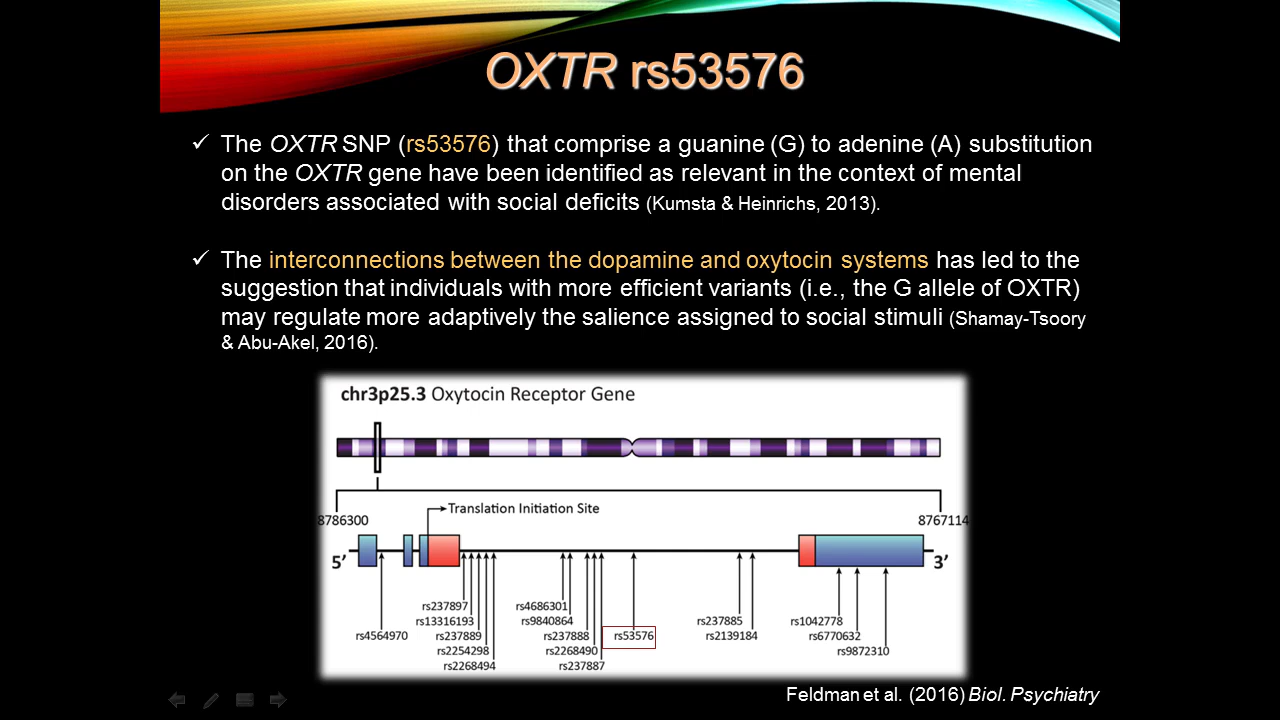 OXTR rs53576
✓ The OXTR SNP (rs53576) that comprise a guanine (G) to adenine (A) substitution
on the OXTR gene have been identified as relevant in the context of mental
disorders associated with social deficits (Kumsta & Heinrichs, 2013).
✓ The interconnections between the dopamine and oxytocin systems has led to the
suggestion that individuals with more efficient variants (i.e., the G allele of OXTR)
may regulate more adaptively the salience assigned to social stimuli (Shamay-Tsoory
& Abu-Akel, 2016).
chr3p25.3 Oxytocin Receptor Gene
Translation Initiation Site
8786300
8767114
5’
3’
rs4564970
rs237897
rs13316193
rs237889
rs2254298
rs2268494
rs4686301
rs9840864
rs237888
rs2268490
rs237887
rs53576
rs237885
rs2139184
rs1042778
rs6770632
rs9872310
Feldman et al. (2016) Biol. Psychiatry